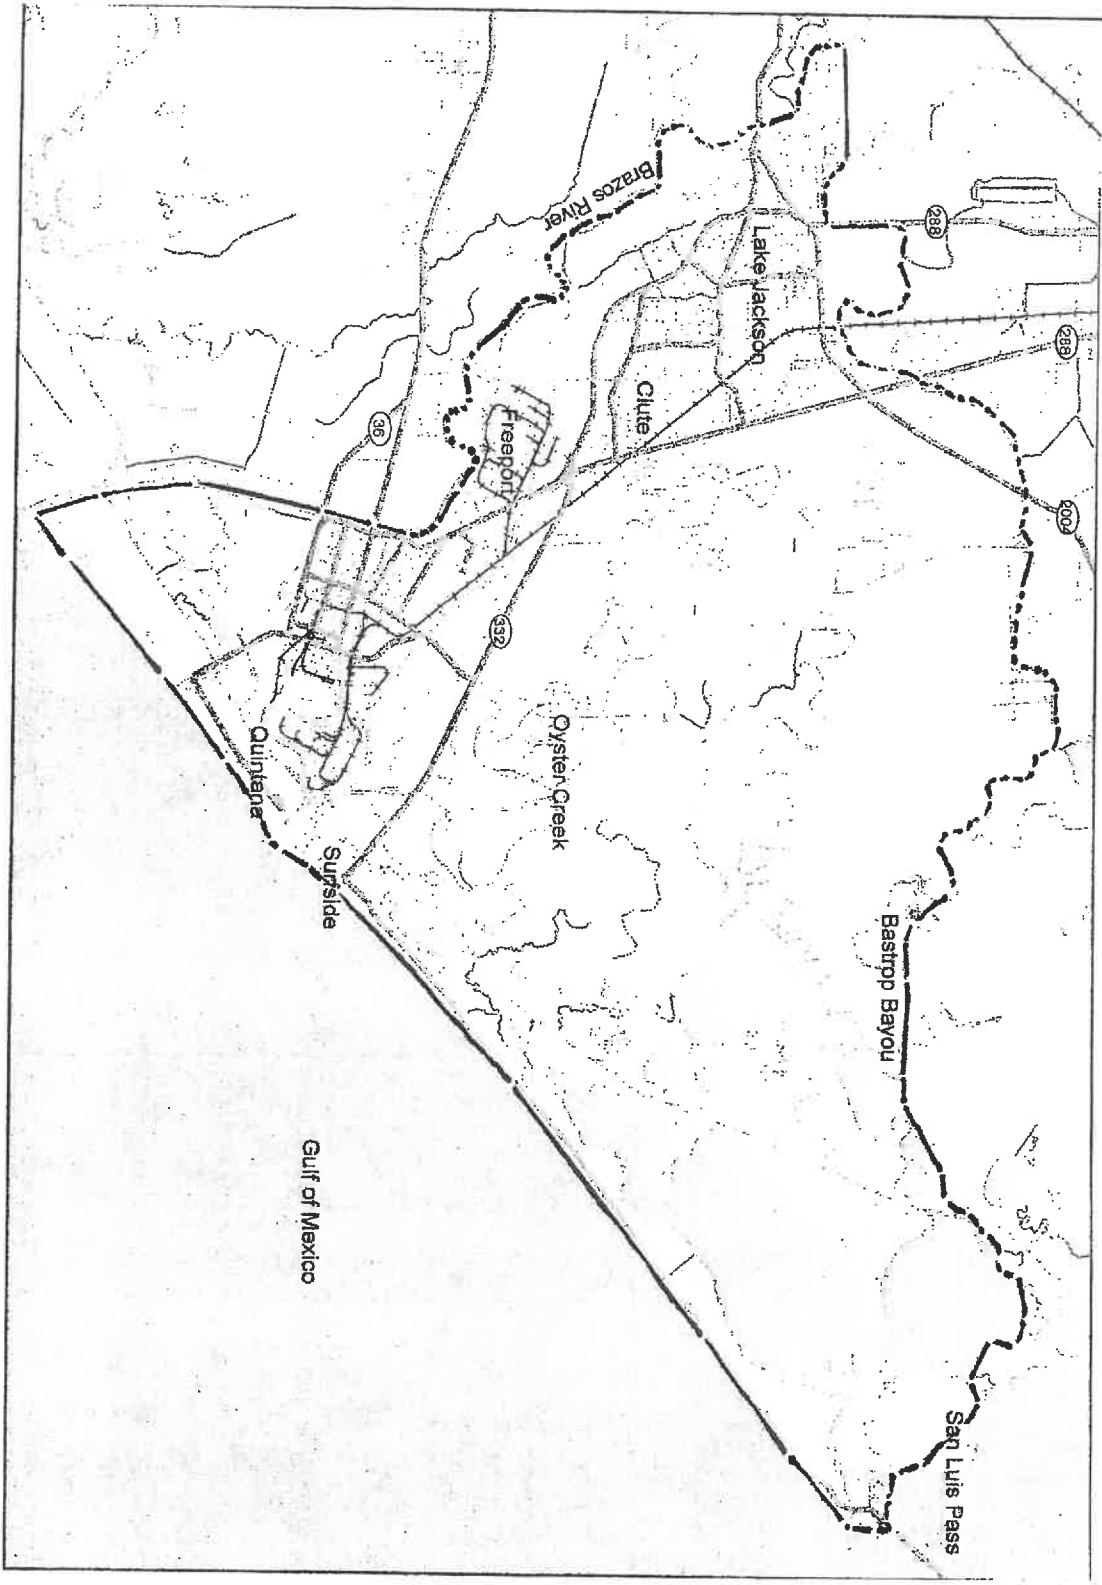 288
2004
288
San Luis Pass
Bastrop Bayou
Lake Jackson
Clute
Brazos River
Oyster Creek
Freeport
332
36
Surfside
Gulf of Mexico
Quintana